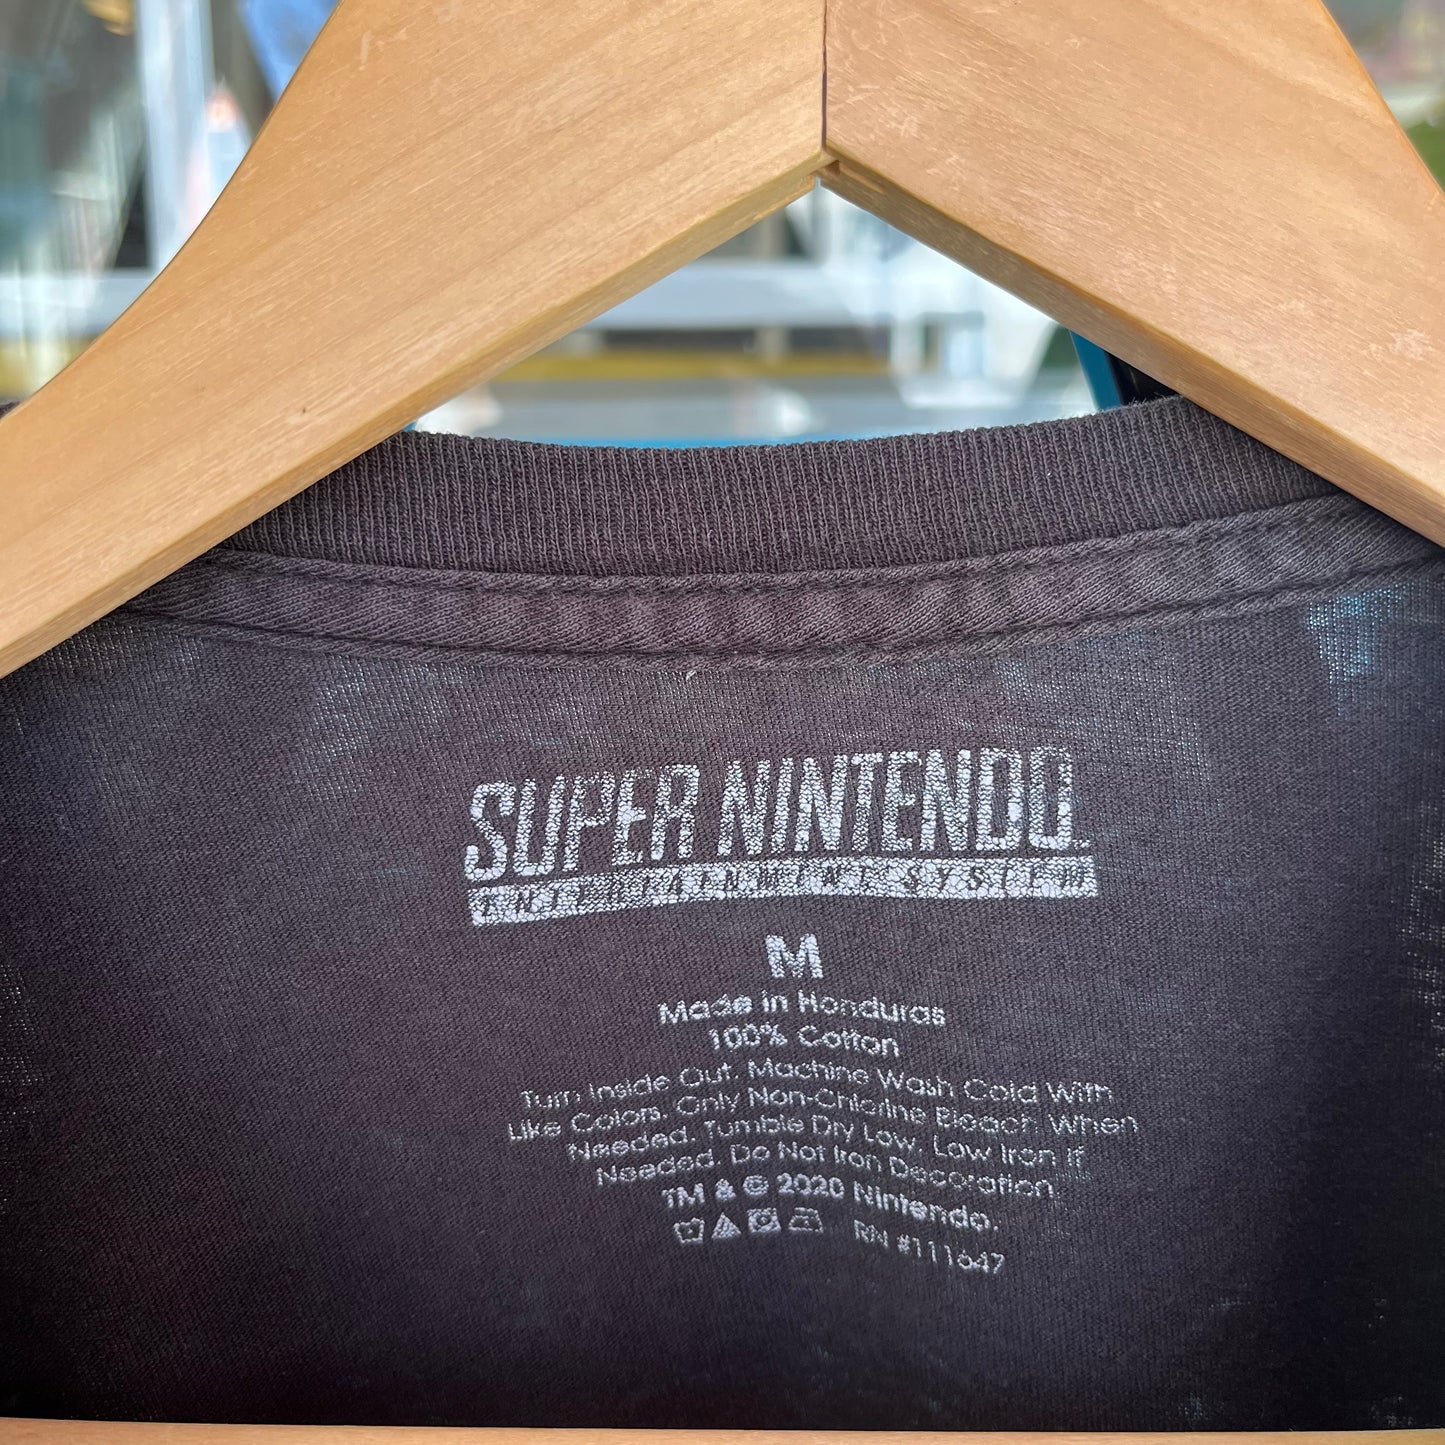 SUPER NINTENDO
ENTERTAINMENT SYSTEM
M
Made in Honduras
100% Cotton
Turn Inside Out. Machine Wash Cold With
Like Colors. Only Non-Chlorine Bleach When
Needed. Tumble Dry Low. Low Iron If
Needed. Do Not Iron Decoration
TM & © 2020 Nintendo.
RN #111647